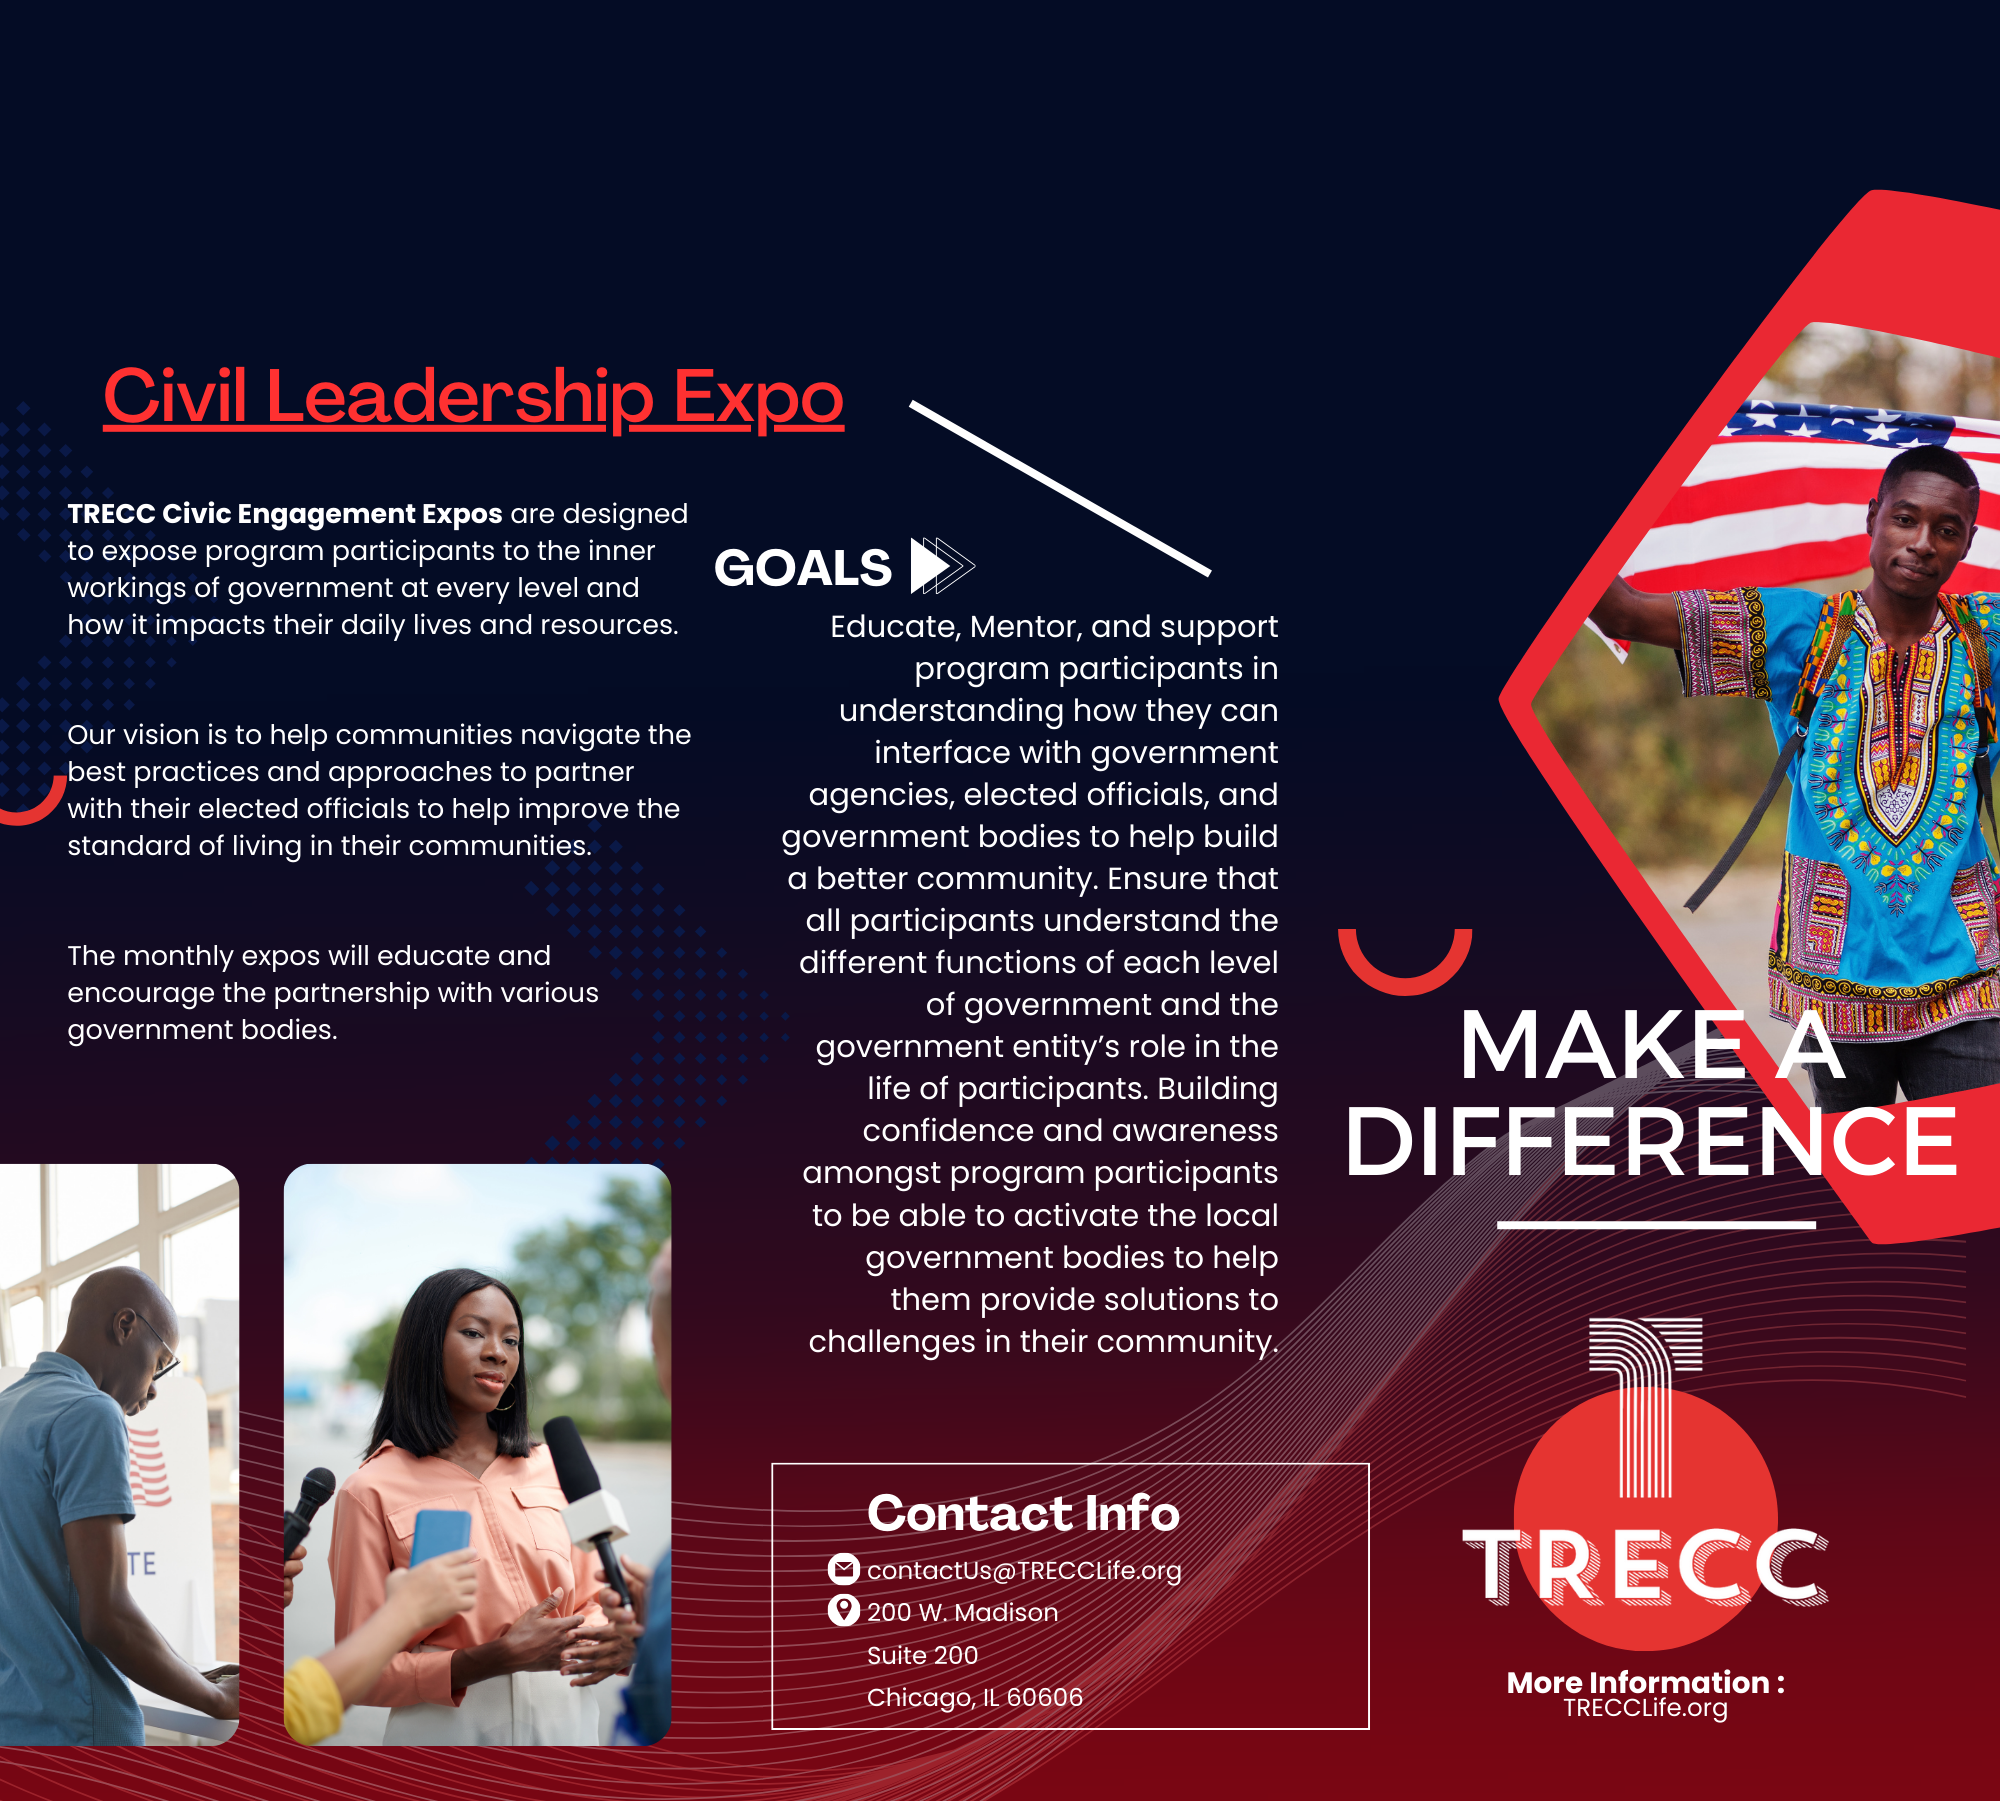 Civil Leadership Expo
TRECC Civic Engagement Expos are designed
to expose program participants to the inner
workings of government at every level and
how it impacts their daily lives and resources.
Our vision is to help communities navigate the
best practices and approaches to partner
with their elected officials to help improve the
standard of living in their communities.
The monthly expos will educate and
encourage the partnership with various
government bodies.
TE
GOALS
Educate, Mentor, and support
program participants in
understanding how they can
interface with government
agencies, elected officials, and
government bodies to help build
a better community. Ensure that
all participants understand the
different functions of each level
of government and the
government entity’s role in the
life of participants. Building
confidence and awareness
amongst program participants
to be able to activate the local
government bodies to help
them provide solutions to
challenges in their community.
Contact Info
contactUs@TRECCLife.org
200 W. Madison
Suite 200
Chicago, IL 60606
MAKE A
DIFFERENCE
T
TRECC
More Information :
TRECCLife.org